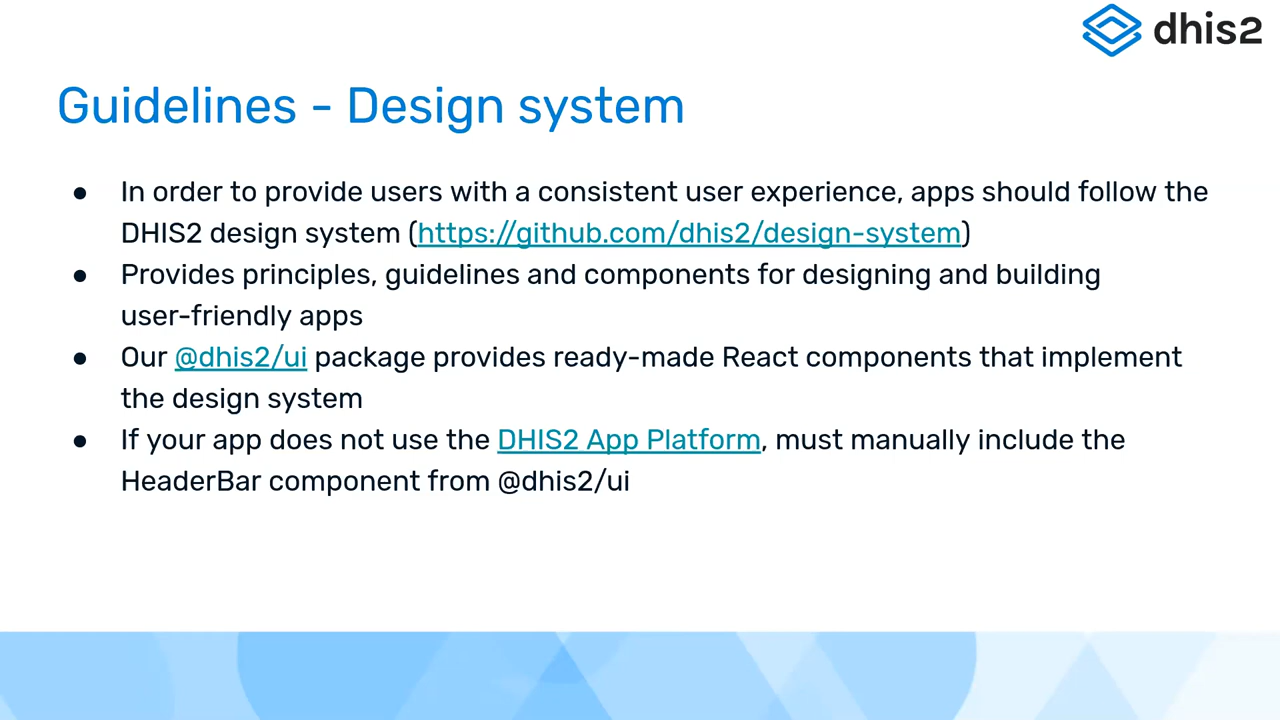 dhis2
Guidelines - Design system
● In order to provide users with a consistent user experience, apps should follow the
DHIS2 design system (https://github.com/dhis2/design-system)
● Provides principles, guidelines and components for designing and building
user-friendly apps
● Our @dhis2/ui package provides ready-made React components that implement
the design system
● If your app does not use the DHIS2 App Platform, must manually include the
HeaderBar component from @dhis2/ui